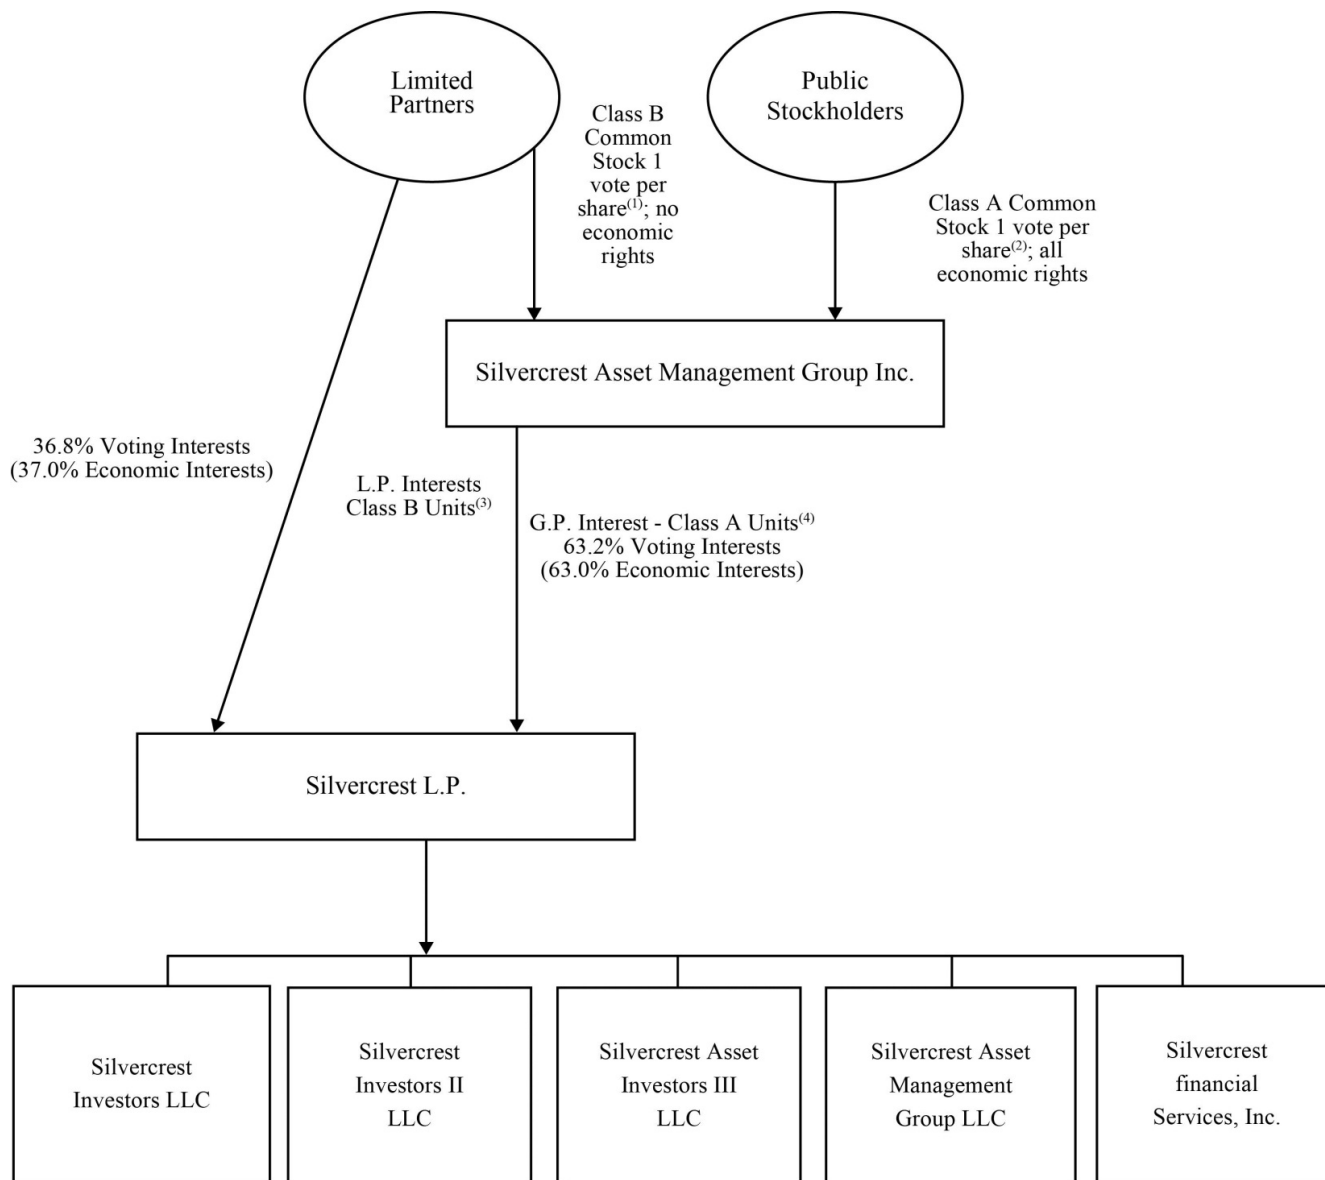 Limited
Partners
Public
Stockholders
Class B
Common
Stock 1
vote per
share(1); no
economic
rights
Class A Common
Stock 1 vote per
share(2); all
economic rights
Silvercrest Asset Management Group Inc.
36.8% Voting Interests
(37.0% Economic Interests)
L.P. Interests
Class B Units(3)
G.P. Interest - Class A Units(4)
63.2% Voting Interests
(63.0% Economic Interests)
Silvercrest L.P.
Silvercrest
Investors LLC
Silvercrest
Investors II
LLC
Silvercrest Asset
Investors III
LLC
Silvercrest Asset
Management
Group LLC
Silvercrest
financial
Services, Inc.